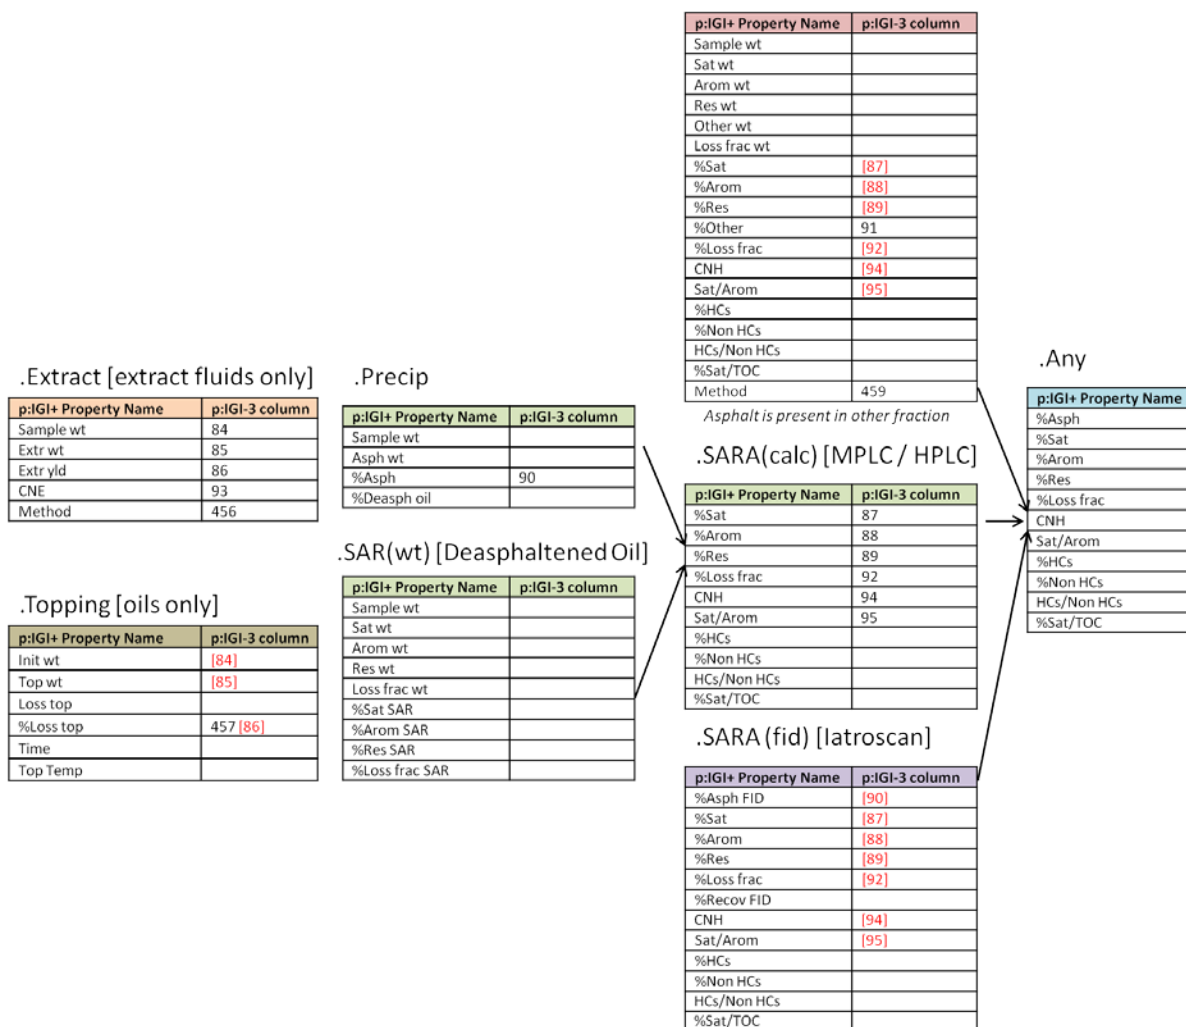 p:IGI+ Property Name p:IGI-3 column
Sample wt
Sat wt
Arom wt
Res wt
Other wt
Loss frac wt
%Sat [87]
%Arom [88]
%Res [89]
%Other 91
%Loss frac [92]
CNH [94]
Sat/Arom [95]
%HCs
%Non HCs
HCs/Non HCs
%Sat/TOC
Method 459
Asphalt is present in other fraction
.Extract [extract fluids only]
p:IGI+ Property Name p:IGI-3 column
Sample wt 84
Extr wt 85
Extr yld 86
CNE 93
Method 456
.Topping [oils only]
p:IGI+ Property Name p:IGI-3 column
Init wt [84]
Top wt [85]
Loss top
%Loss top 457 [86]
Time
Top Temp
.Precip
p:IGI+ Property Name p:IGI-3 column
Sample wt
Asph wt
%Asph 90
%Deasph oil
.SAR(wt) [Deasphaltened Oil]
p:IGI+ Property Name p:IGI-3 column
Sample wt
Sat wt
Arom wt
Res wt
Loss frac wt
%Sat SAR
%Arom SAR
%Res SAR
%Loss frac SAR
.SARA(calc) [MPLC / HPLC]
p:IGI+ Property Name p:IGI-3 column
%Sat 87
%Arom 88
%Res 89
%Loss frac 92
CNH 94
Sat/Arom 95
%HCs
%Non HCs
HCs/Non HCs
%Sat/TOC
.SARA (fid) [Iatroscan]
p:IGI+ Property Name p:IGI-3 column
%Asph FID [90]
%Sat [87]
%Arom [88]
%Res [89]
%Loss frac [92]
%Recov FID
CNH [94]
Sat/Arom [95]
%HCs
%Non HCs
HCs/Non HCs
%Sat/TOC
.Any
p:IGI+ Property Name
%Asph
%Sat
%Arom
%Res
%Loss frac
CNH
Sat/Arom
%HCs
%Non HCs
HCs/Non HCs
%Sat/TOC